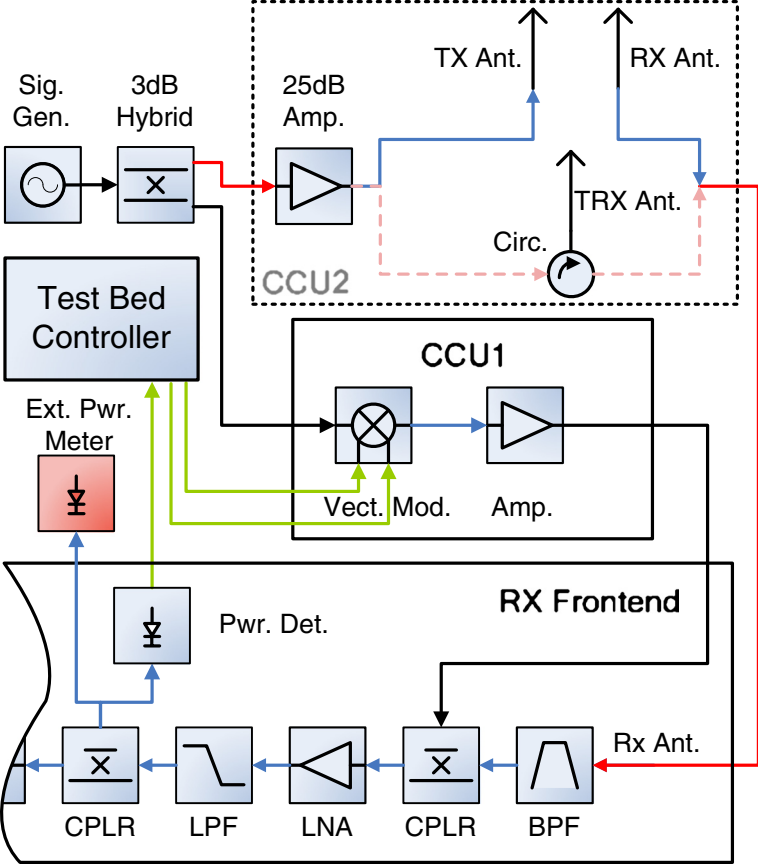 TX Ant.
RX Ant.
Sig.
Gen.
3dB
Hybrid
25dB
Amp.
TRX Ant.
Circ.
CCU2
Test Bed
Controller
CCU1
Ext. Pwr.
Meter
Vect. Mod.
Amp.
RX Frontend
Pwr. Det.
Rx Ant.
CPLR
LPF
LNA
CPLR
BPF